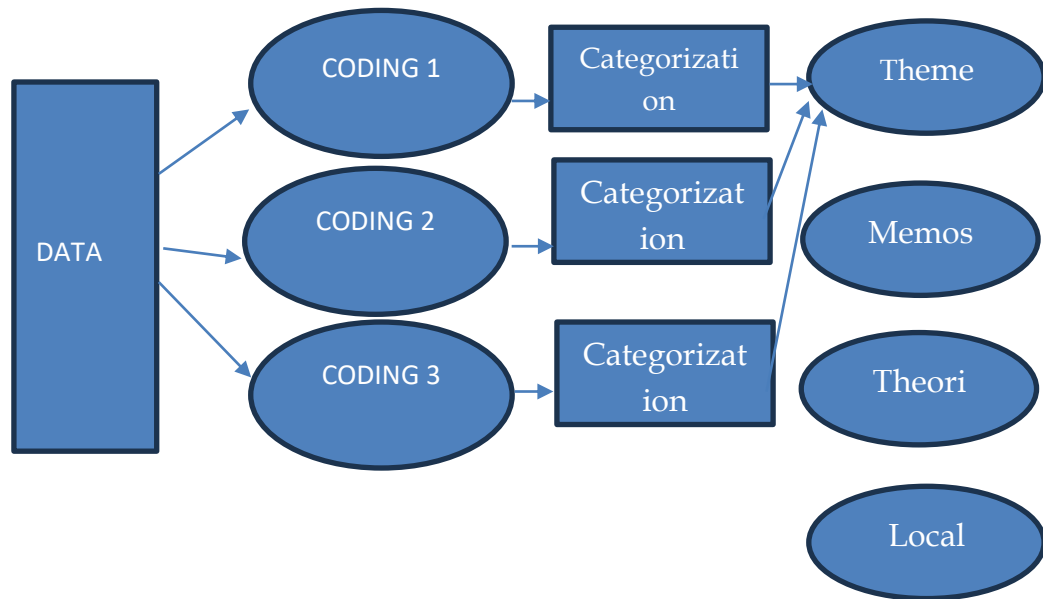 DATA
CODING 1
CODING 2
CODING 3
Categorizati
on
Categorizat
ion
Categorizat
ion
Theme
Memos
Theori
Local